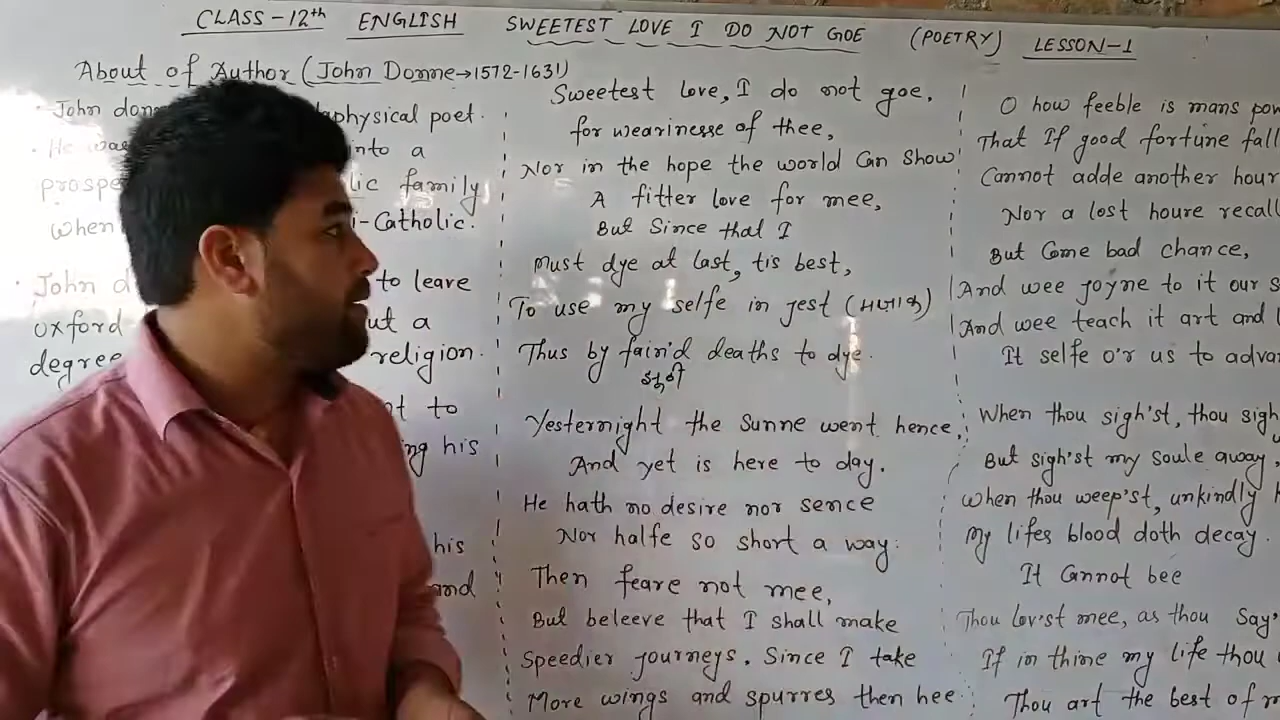 CLASS-12th ENGLISH SWEETEST LOVE I DO NOT GOE (POETRY) LESSON-1
About of Author (John Donne→1572-1631)
· John physical poet.
· He was into a
family
when i-Catholic.
· John to leave
oxford a
degree religion.
to
his
his
and
Sweetest love, I do not goe,
for wearinesse of thee,
Nor in the hope the world Can Show
A fitter love for mee,
But Since that I
Must dye at last, tis best,
To use my selfe in jest (मजाक)
Thus by fain'd deaths to dye.
Yesternight the Sunne went hence,
And yet is here to day.
He hath no desire nor sence
Nor halfe so short a way:
Then feare not mee,
But beleeve that I shall make
Speedier journeys. Since I take
More wings and spurres then hee
O how feeble is mans
That If good fortune fall
Cannot adde another hour
Nor a lost houre recall
But Come bad chance,
And wee joyne to it our
And wee teach it art and
It selfe o'r us to
When thou sigh'st, thou sigh
But sigh'st my soule away,
When thou weep'st, unkindly
My lifes blood doth decay.
It Cannot bee
Thou lov'st mee, as thou Say'
If in thine my life thou
Thou art the best of